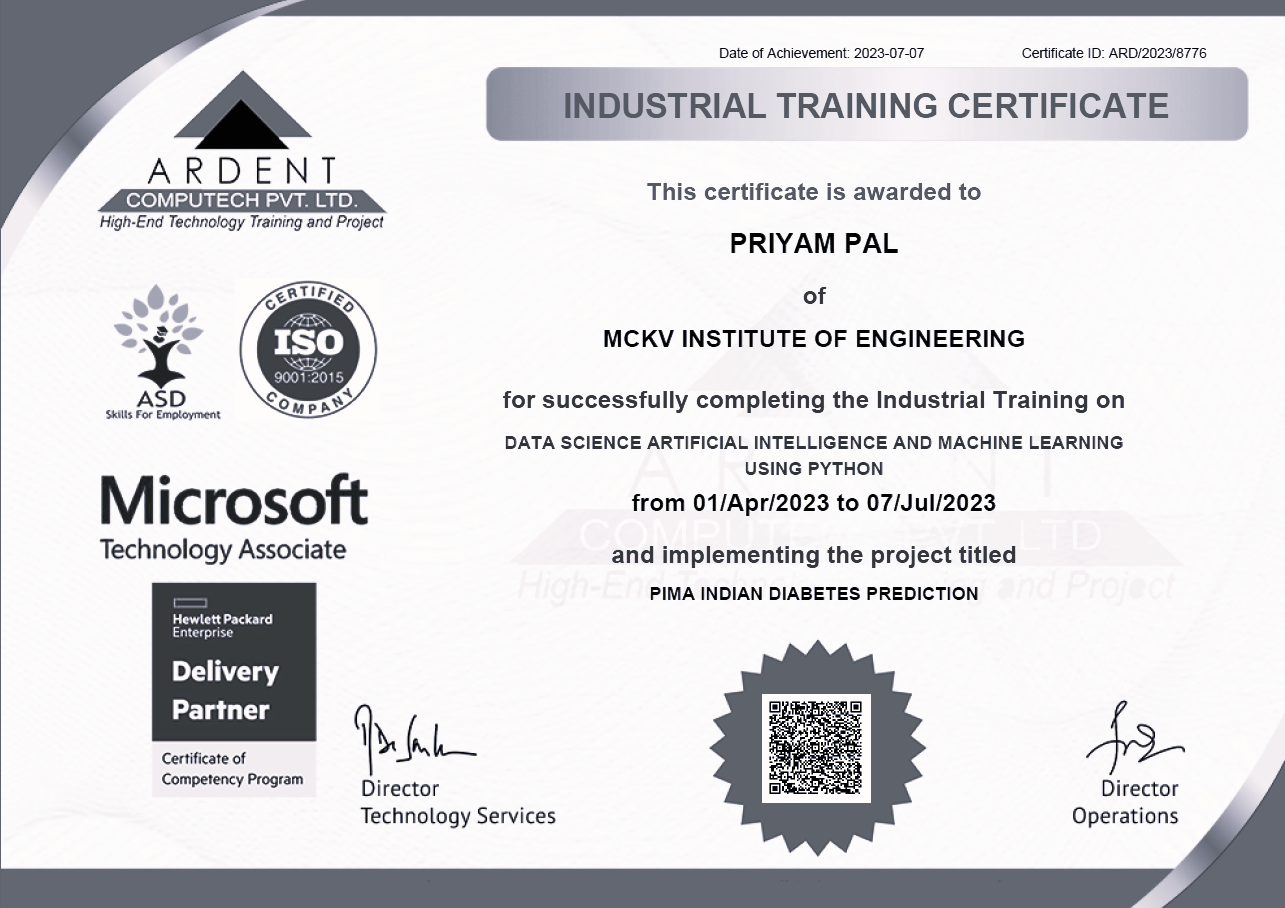 Date of Achievement: 2023-07-07
Certificate ID: ARD/2023/8776
INDUSTRIAL TRAINING CERTIFICATE
ARDENT
COMPUTECH PVT. LTD.
High-End Technology Training and Project
This certificate is awarded to
PRIYAM PAL
of
MCKV INSTITUTE OF ENGINEERING
for successfully completing the Industrial Training on
DATA SCIENCE ARTIFICIAL INTELLIGENCE AND MACHINE LEARNING
USING PYTHON
from 01/Apr/2023 to 07/Jul/2023
and implementing the project titled
PIMA INDIAN DIABETES PREDICTION
ASD
Skills For Employment
CERTIFIED
ISO
9001:2015
COMPANY
Microsoft
Technology Associate
Hewlett Packard
Enterprise
Delivery
Partner
Certificate of
Competency Program
Director
Technology Services
Director
Operations